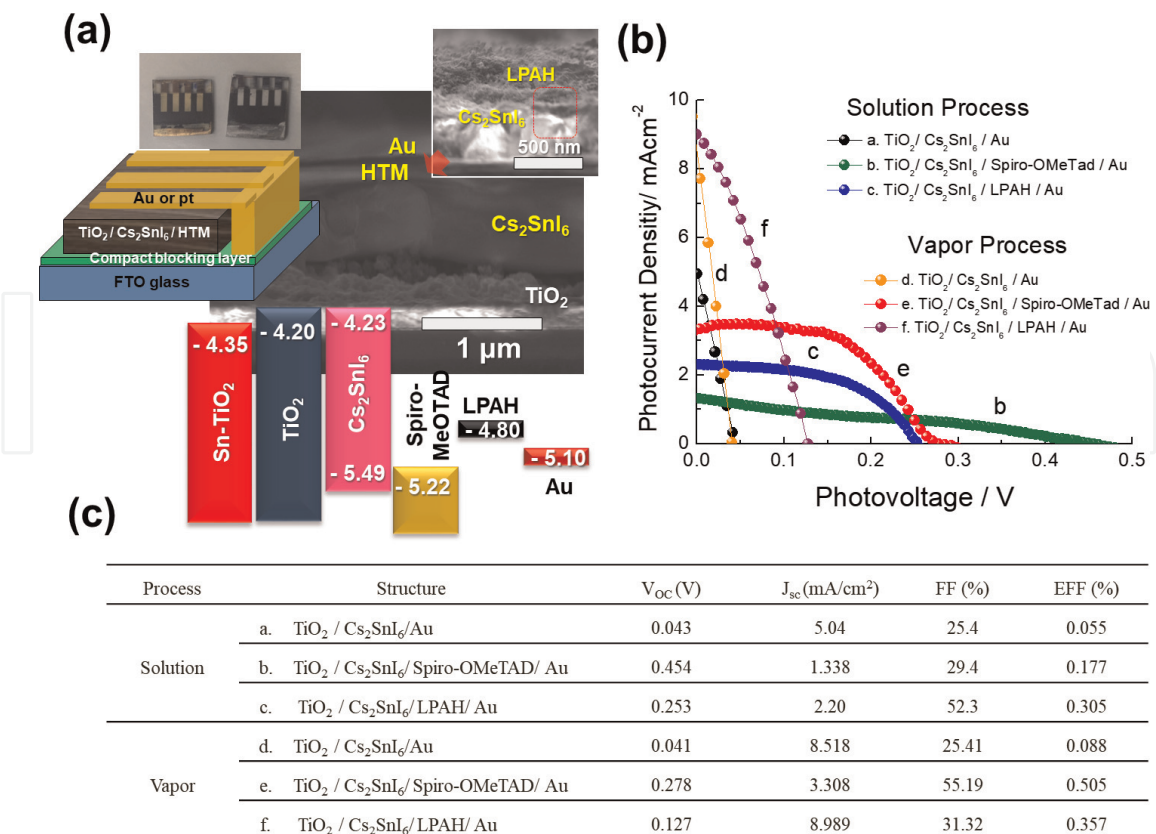 (a)
LPAH
Cs2SnI6
500 nm
Au
HTM
Au or pt
TiO2/ Cs2SnI6/ HTM
Compact blocking layer
FTO glass
Cs2SnI6
TiO2
1 μm
- 4.35
Sn-TiO2
- 4.20
TiO2
- 4.23
Cs2SnI6
- 5.49
Spiro-
MeOTAD
- 5.22
LPAH
- 4.80
- 5.10
Au
(b)
Photocurrent Densitiy/ mAcm-2
10
8
6
4
2
0
0.0 0.1 0.2 0.3 0.4 0.5
Photovoltage / V
Solution Process
a. TiO2/ Cs2SnI6 / Au
b. TiO2/ Cs2SnI6 / Spiro-OMeTad / Au
c. TiO2/ Cs2SnI6 / LPAH / Au
Vapor Process
d. TiO2/ Cs2SnI6 / Au
e. TiO2/ Cs2SnI6 / Spiro-OMeTad / Au
f. TiO2/ Cs2SnI6 / LPAH / Au
f
d
c
e
b
(c)
Process Structure VOC (V) Jsc (mA/cm2) FF (%) EFF (%)
a. TiO2 / Cs2SnI6/Au 0.043 5.04 25.4 0.055
Solution b. TiO2 / Cs2SnI6/ Spiro-OMeTAD/ Au 0.454 1.338 29.4 0.177
c. TiO2 / Cs2SnI6/ LPAH/ Au 0.253 2.20 52.3 0.305
d. TiO2 / Cs2SnI6/Au 0.041 8.518 25.41 0.088
Vapor e. TiO2 / Cs2SnI6/ Spiro-OMeTAD/ Au 0.278 3.308 55.19 0.505
f. TiO2 / Cs2SnI6/ LPAH/ Au 0.127 8.989 31.32 0.357